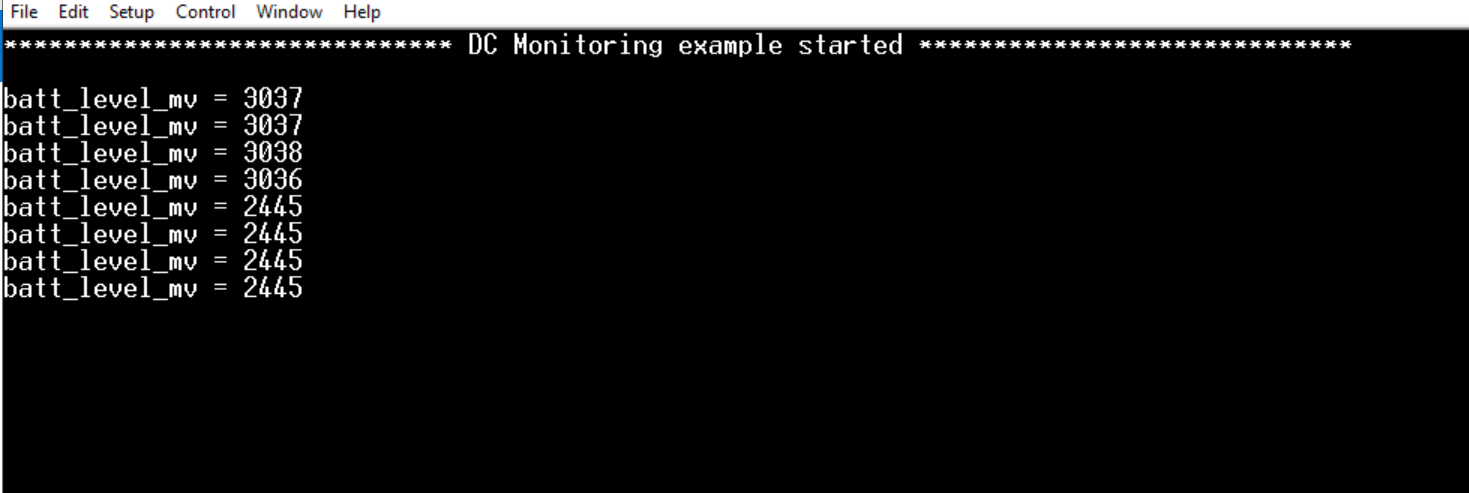 File Edit Setup Control Window Help
****************************** DC Monitoring example started *****************************
batt_level_mv = 3037
batt_level_mv = 3037
batt_level_mv = 3038
batt_level_mv = 3036
batt_level_mv = 2445
batt_level_mv = 2445
batt_level_mv = 2445
batt_level_mv = 2445